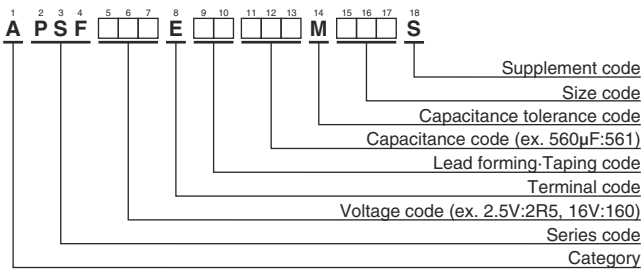 1 2 3 4 5 6 7 8 9 10 11 12 13 14 15 16 17 18
A P S F E M S
Supplement code
Size code
Capacitance tolerance code
Capacitance code (ex. 560μF:561)
Lead forming·Taping code
Terminal code
Voltage code (ex. 2.5V:2R5, 16V:160)
Series code
Category